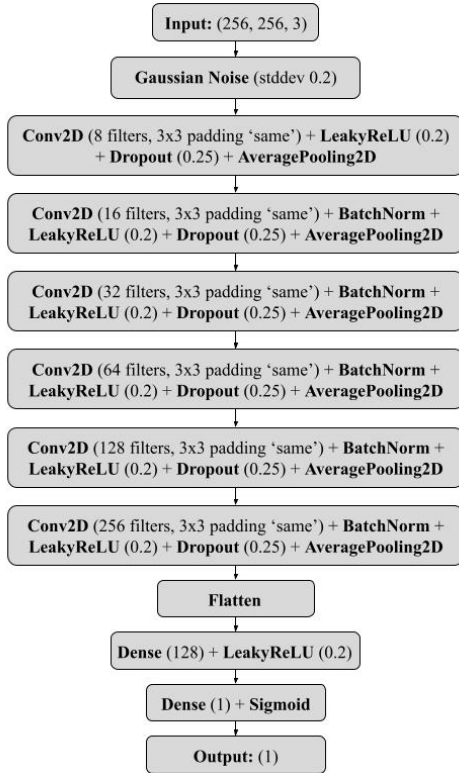 Input: (256, 256, 3)
Gaussian Noise (stddev 0.2)
Conv2D (8 filters, 3x3 padding ‘same’) + LeakyReLU (0.2)
+ Dropout (0.25) + AveragePooling2D
Conv2D (16 filters, 3x3 padding ‘same’) + BatchNorm +
LeakyReLU (0.2) + Dropout (0.25) + AveragePooling2D
Conv2D (32 filters, 3x3 padding ‘same’) + BatchNorm +
LeakyReLU (0.2) + Dropout (0.25) + AveragePooling2D
Conv2D (64 filters, 3x3 padding ‘same’) + BatchNorm +
LeakyReLU (0.2) + Dropout (0.25) + AveragePooling2D
Conv2D (128 filters, 3x3 padding ‘same’) + BatchNorm +
LeakyReLU (0.2) + Dropout (0.25) + AveragePooling2D
Conv2D (256 filters, 3x3 padding ‘same’) + BatchNorm +
LeakyReLU (0.2) + Dropout (0.25) + AveragePooling2D
Flatten
Dense (128) + LeakyReLU (0.2)
Dense (1) + Sigmoid
Output: (1)